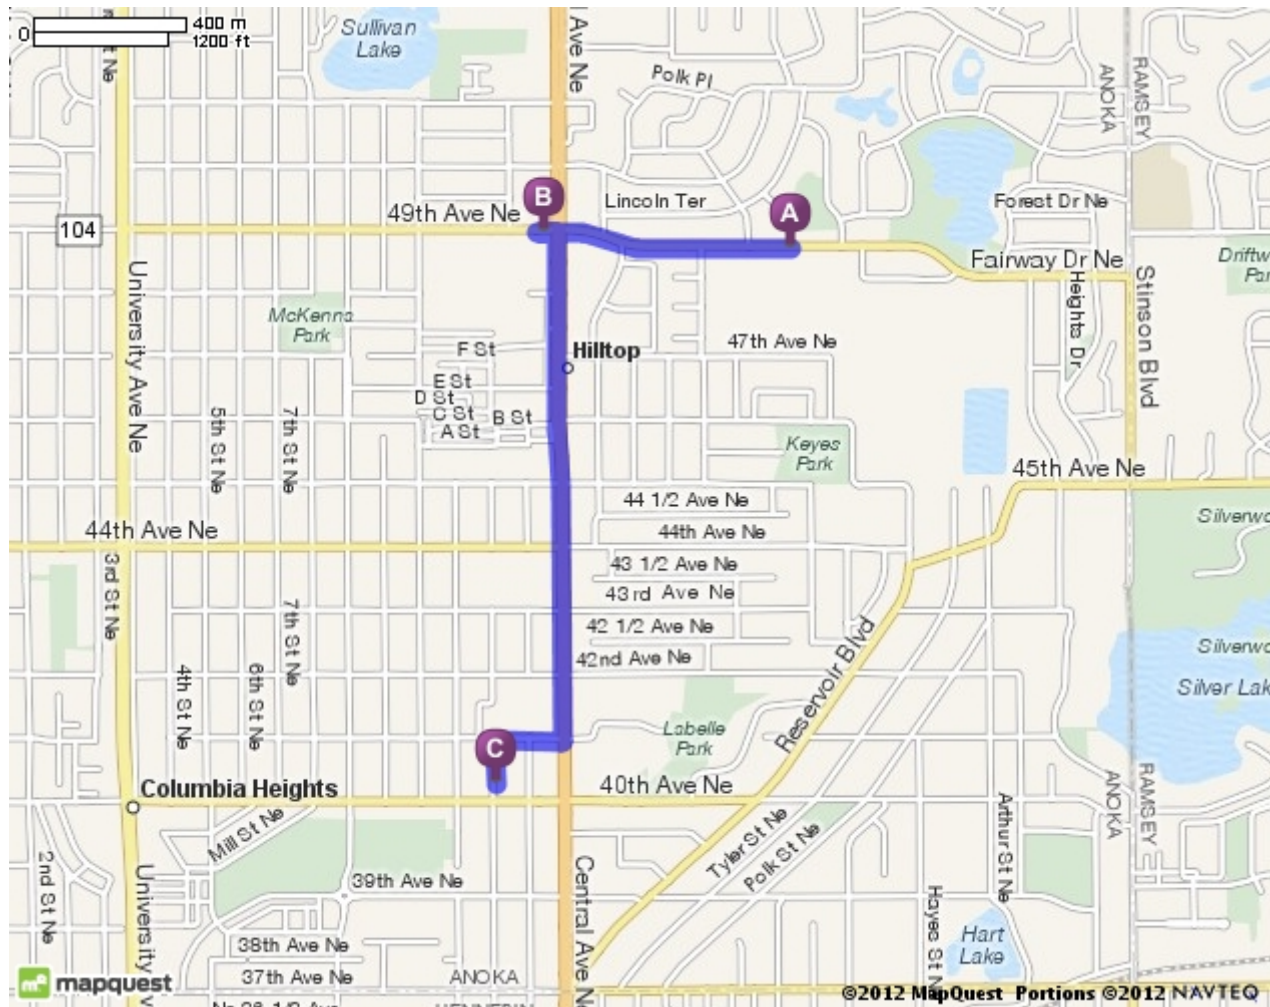 0
400 m
1200 ft
Sullivan
Lake
Ave Ne
Polk Pl
ANOKA
RAMSEY
B
A
Lincoln Ter
Forest Dr Ne
49th Ave Ne
104
Fairway Dr Ne
University Ave Ne
Stinson Blvd
Heights Dr
McKenna
Park
F St
Hilltop
47th Ave Ne
E St
D St
C St
B St
A St
5th St Ne
7th St Ne
Keyes
Park
45th Ave Ne
44 1/2 Ave Ne
44th Ave Ne
44th Ave Ne
43 1/2 Ave Ne
43rd Ave Ne
3rd St Ne
7th St Ne
42 1/2 Ave Ne
42nd Ave Ne
4th St Ne
6th St Ne
Reservoir Blvd
Silver Lak
Labelle
Park
C
Columbia Heights
40th Ave Ne
ANOKA
RAMSEY
Mill St Ne
Tyler St Ne
Polk St Ne
Arthur St Ne
2nd St Ne
University
39th Ave Ne
Central Ave N
Hayes St N
38th Ave Ne
Hart
Lake
37th Ave Ne
ANOKA
mapquest
©2012 MapQuest Portions ©2012 NAVTEQ